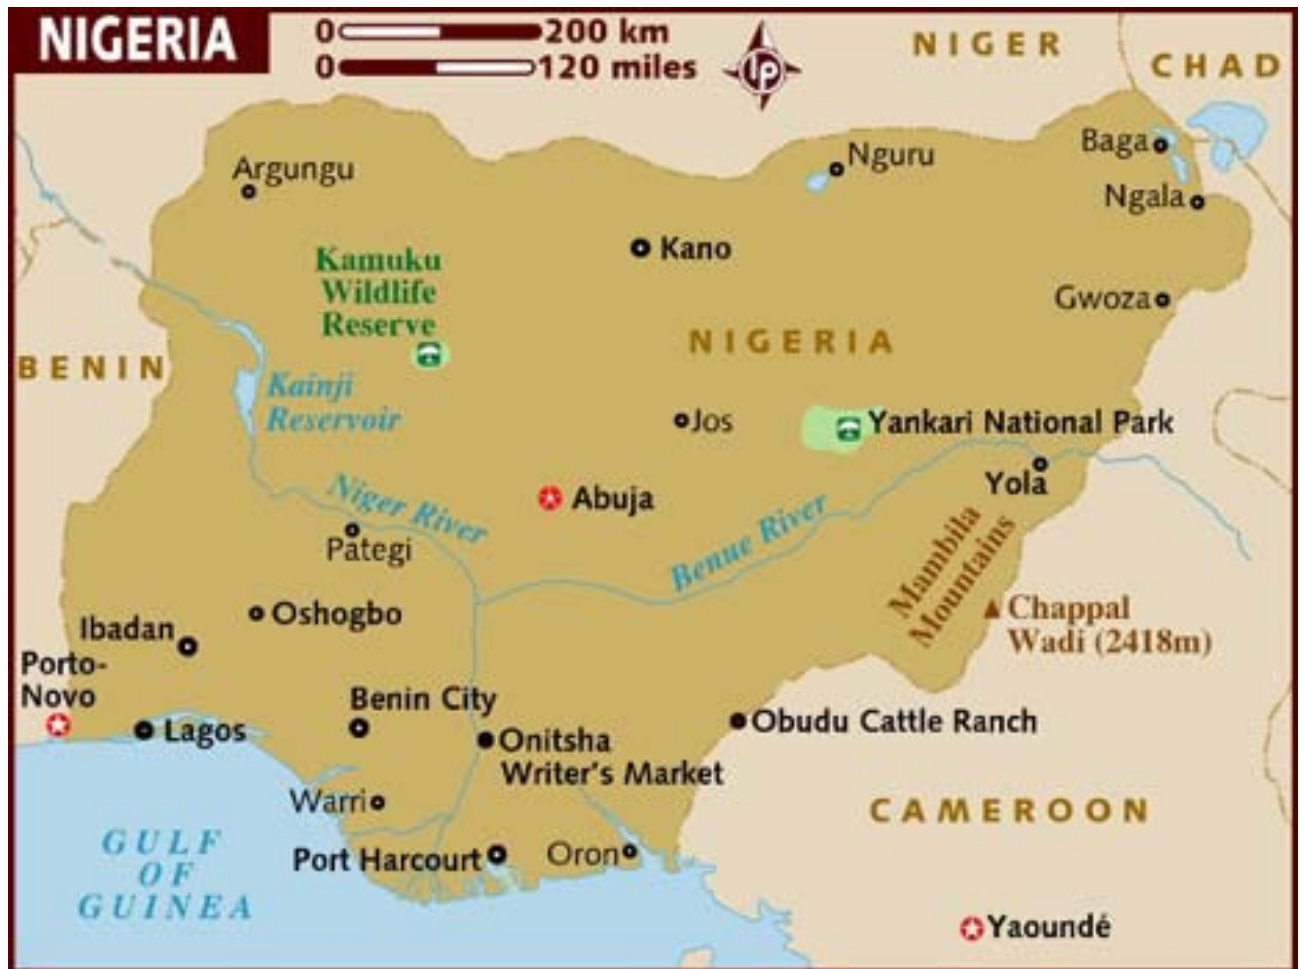 NIGERIA
0 200 km
0 120 miles
lp
NIGER
CHAD
Baga
Nguru
Argungu
Ngala
Kano
Kamuku
Wildlife
Reserve
Gwoza
NIGERIA
BENIN
Kainji
Reservoir
Jos
Yankari National Park
Yola
Niger River
Abuja
Benue River
Mambila
Mountains
Pategi
Chappal
Wadi (2418m)
Oshogbo
Ibadan
Porto-
Novo
Benin City
Lagos
Obudu Cattle Ranch
Onitsha
Writer's Market
Warri
CAMEROON
GULF
OF
GUINEA
Port Harcourt
Oron
Yaoundé